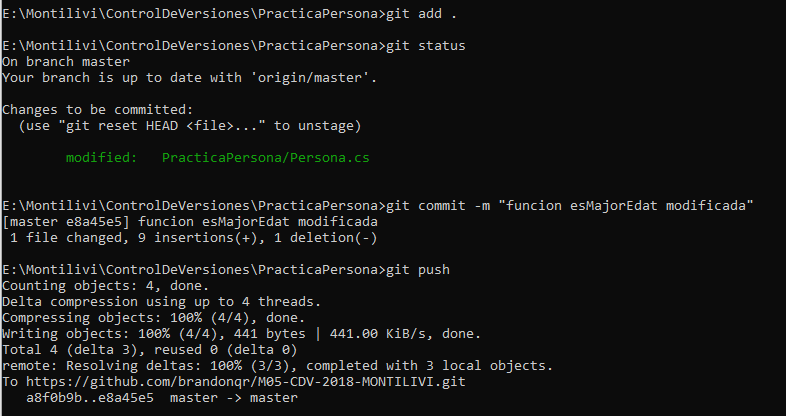 E:\Montilivi\ControlDeVersiones\PracticaPersona>git add .
E:\Montilivi\ControlDeVersiones\PracticaPersona>git status
On branch master
Your branch is up to date with 'origin/master'.
Changes to be committed:
  (use "git reset HEAD <file>..." to unstage)
        modified:   PracticaPersona/Persona.cs
E:\Montilivi\ControlDeVersiones\PracticaPersona>git commit -m "funcion esMajorEdat modificada"
[master e8a45e5] funcion esMajorEdat modificada
 1 file changed, 9 insertions(+), 1 deletion(-)
E:\Montilivi\ControlDeVersiones\PracticaPersona>git push
Counting objects: 4, done.
Delta compression using up to 4 threads.
Compressing objects: 100% (4/4), done.
Writing objects: 100% (4/4), 441 bytes | 441.00 KiB/s, done.
Total 4 (delta 3), reused 0 (delta 0)
remote: Resolving deltas: 100% (3/3), completed with 3 local objects.
To https://github.com/brandonqr/M05-CDV-2018-MONTILIVI.git
   a8f0b9b..e8a45e5  master -> master